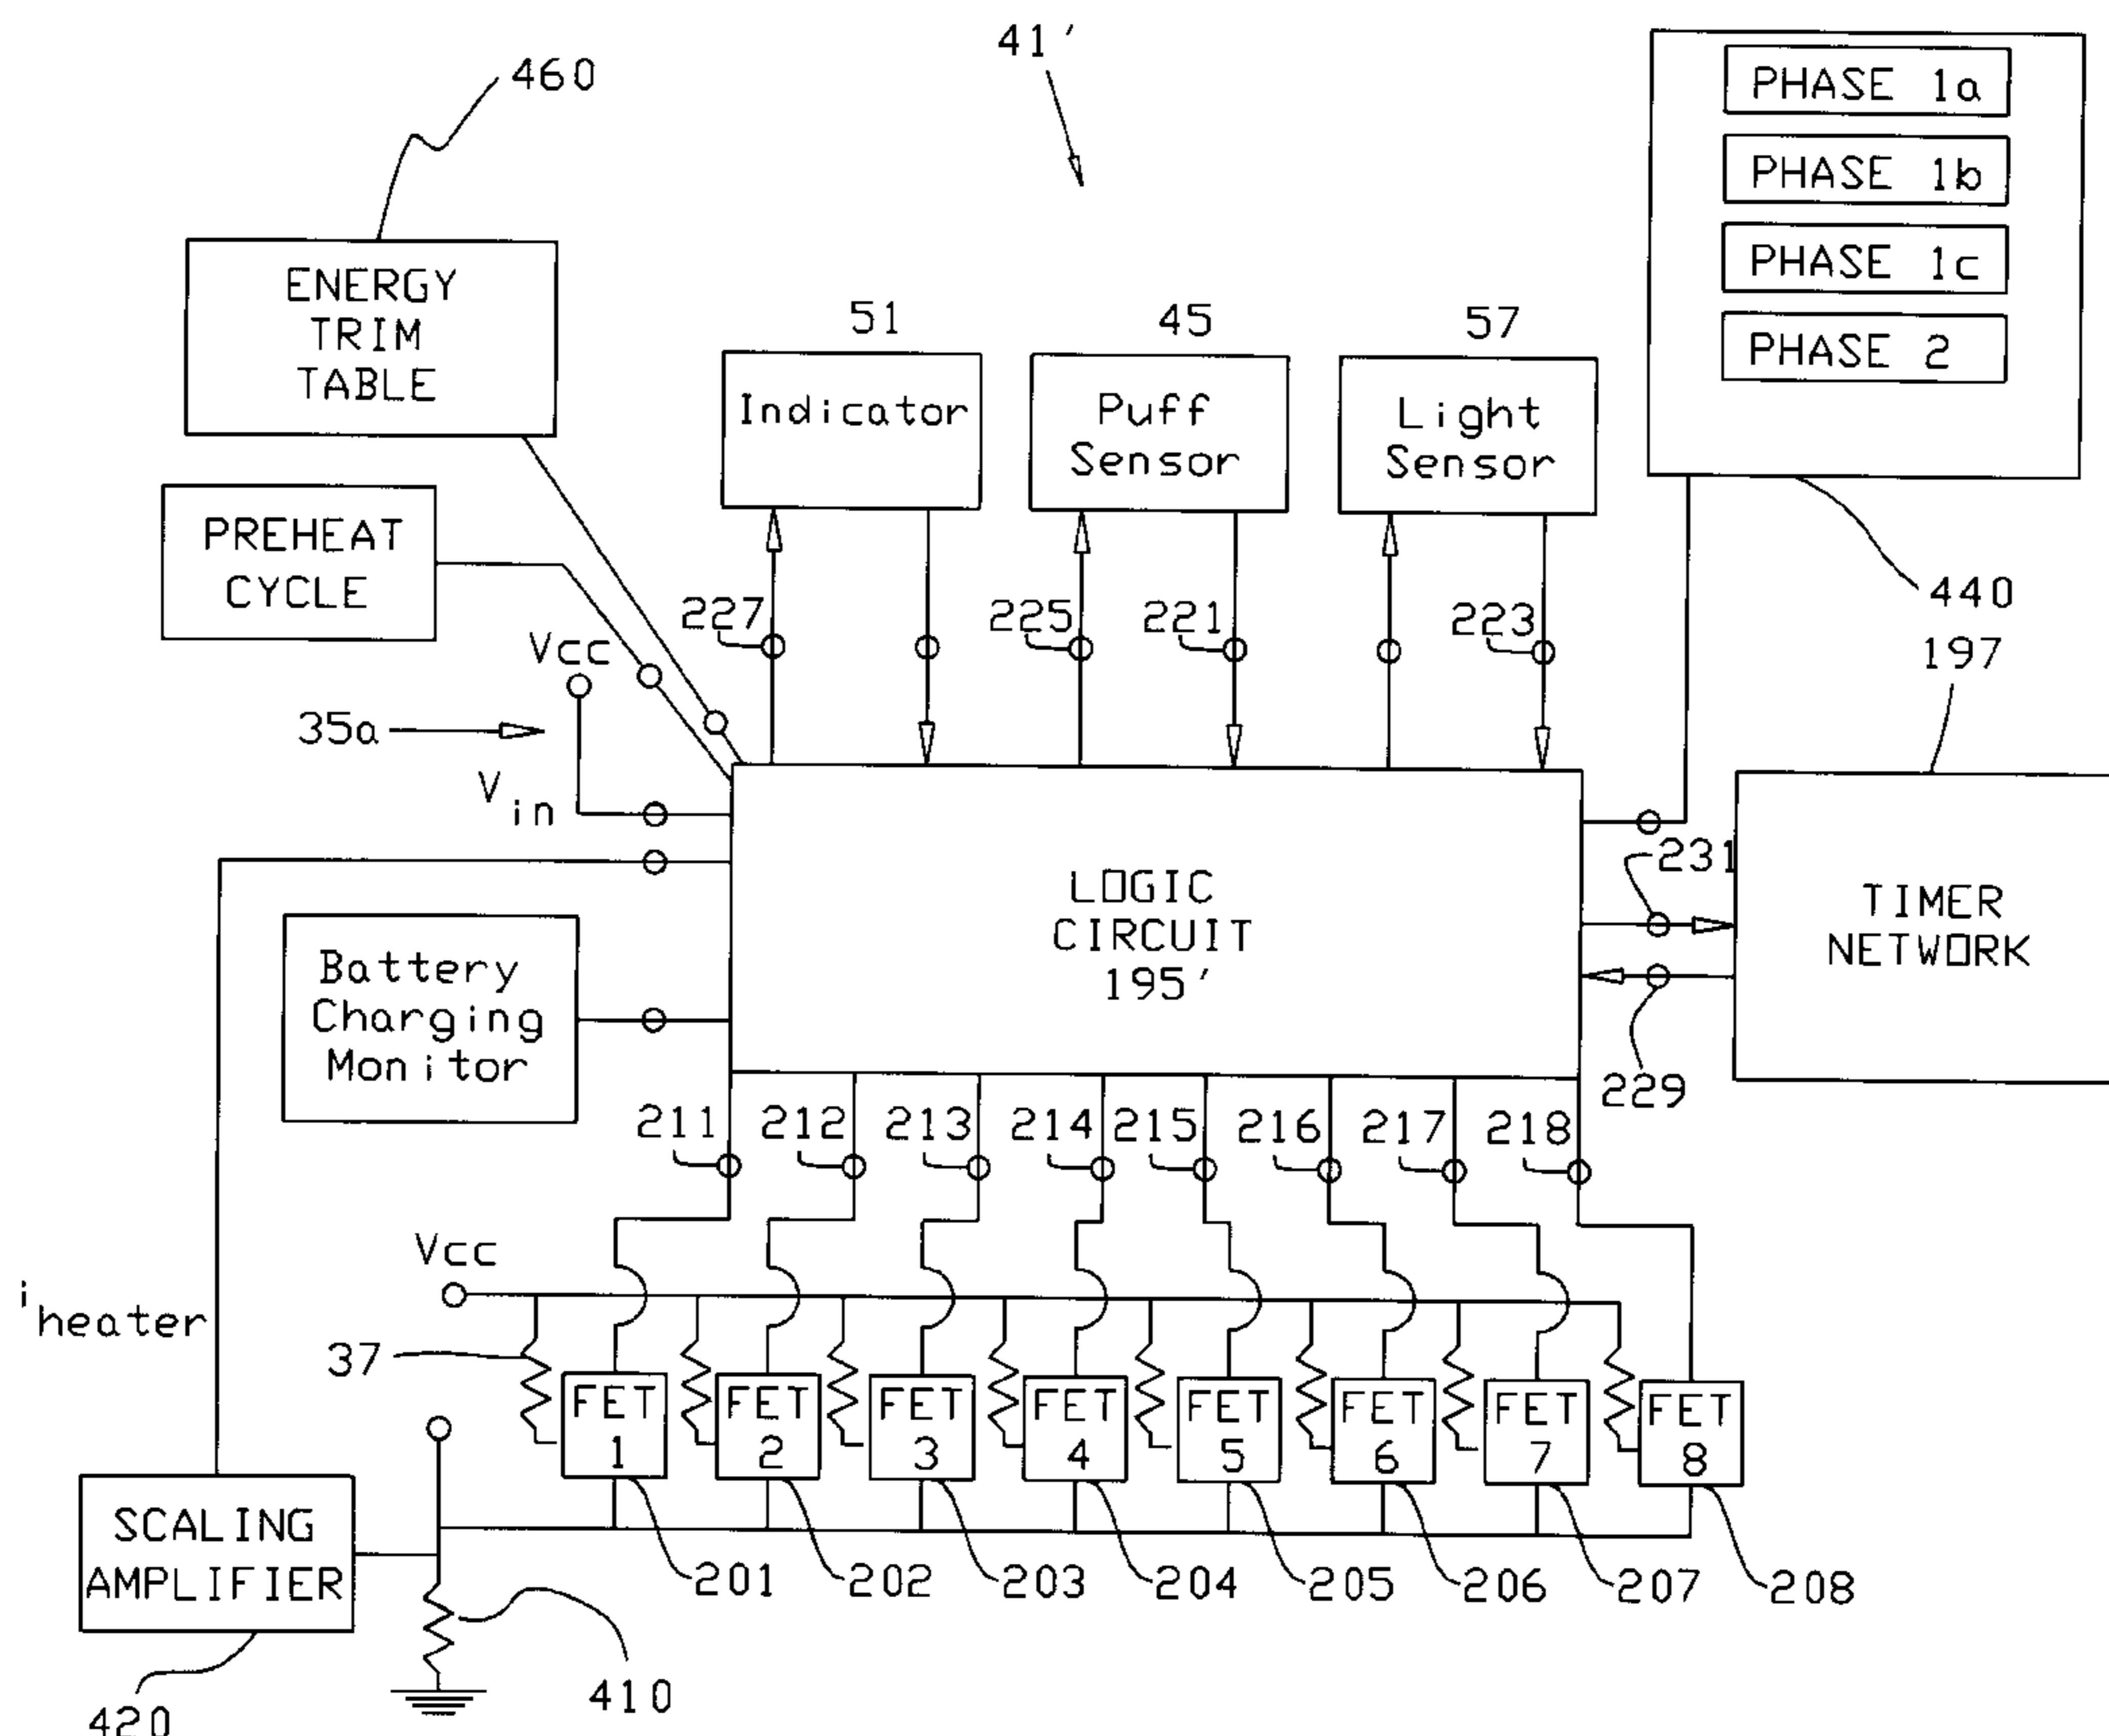 41'
460
PHASE 1a
PHASE 1b
PHASE 1c
PHASE 2
ENERGY
TRIM
TABLE
51
45
57
Indicator
Puff
Sensor
Light
Sensor
PREHEAT
CYCLE
440
227
225
221
223
197
Vcc
35a
Vin
231
LOGIC
CIRCUIT
195'
TIMER
NETWORK
Battery
Charging
Monitor
229
211
212
213
214
215
216
217
218
Vcc
iheater
37
FET
1
FET
2
FET
3
FET
4
FET
5
FET
6
FET
7
FET
8
SCALING
AMPLIFIER
201
202
203
204
205
206
207
208
410
420